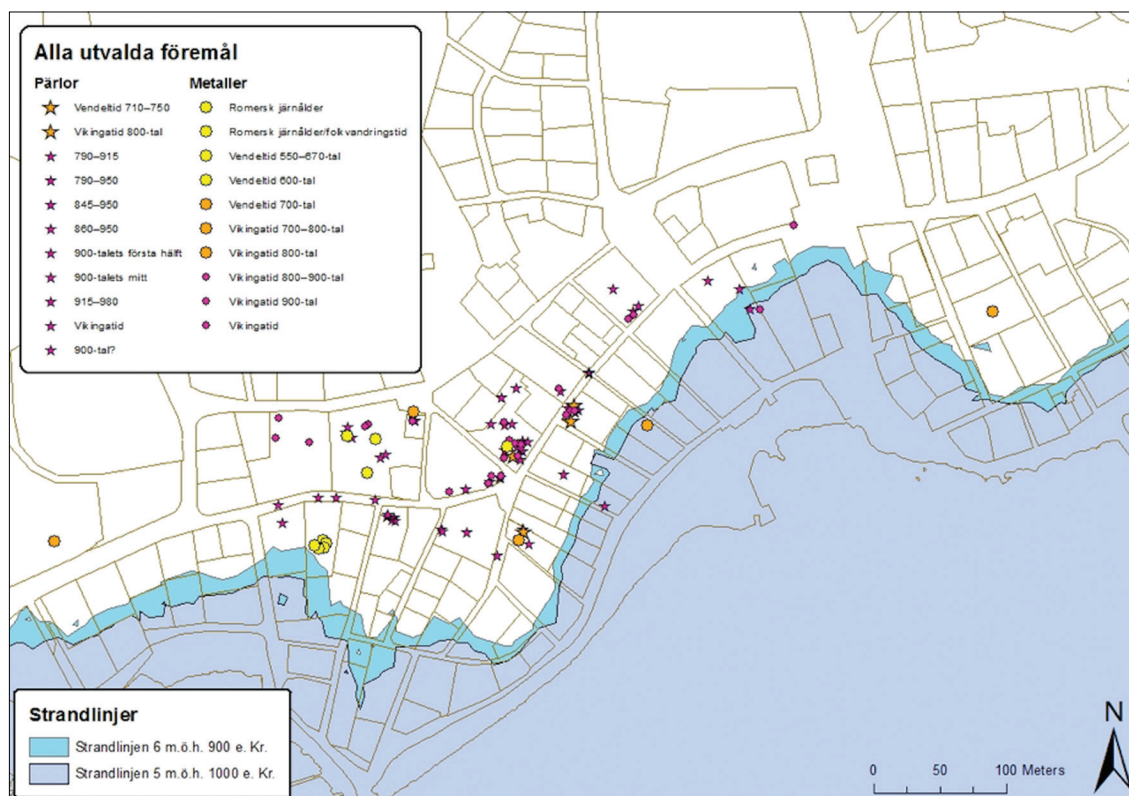 Alla utvalda föremål
Pärlor
Vendeltid 710–750
Vikingatid 800-tal
790–915
790–950
845–950
860–950
900-talets första hälft
900-talets mitt
915–980
Vikingatid
900-tal?
Metaller
Romersk järnålder
Romersk järnålder/folkvandringstid
Vendeltid 550–670-tal
Vendeltid 600-tal
Vendeltid 700-tal
Vikingatid 700–800-tal
Vikingatid 800-tal
Vikingatid 800–900-tal
Vikingatid 900-tal
Vikingatid
Strandlinjer
Strandlinjen 6 m.ö.h. 900 e. Kr.
Strandlinjen 5 m.ö.h. 1000 e. Kr.
N
0 50 100 Meters